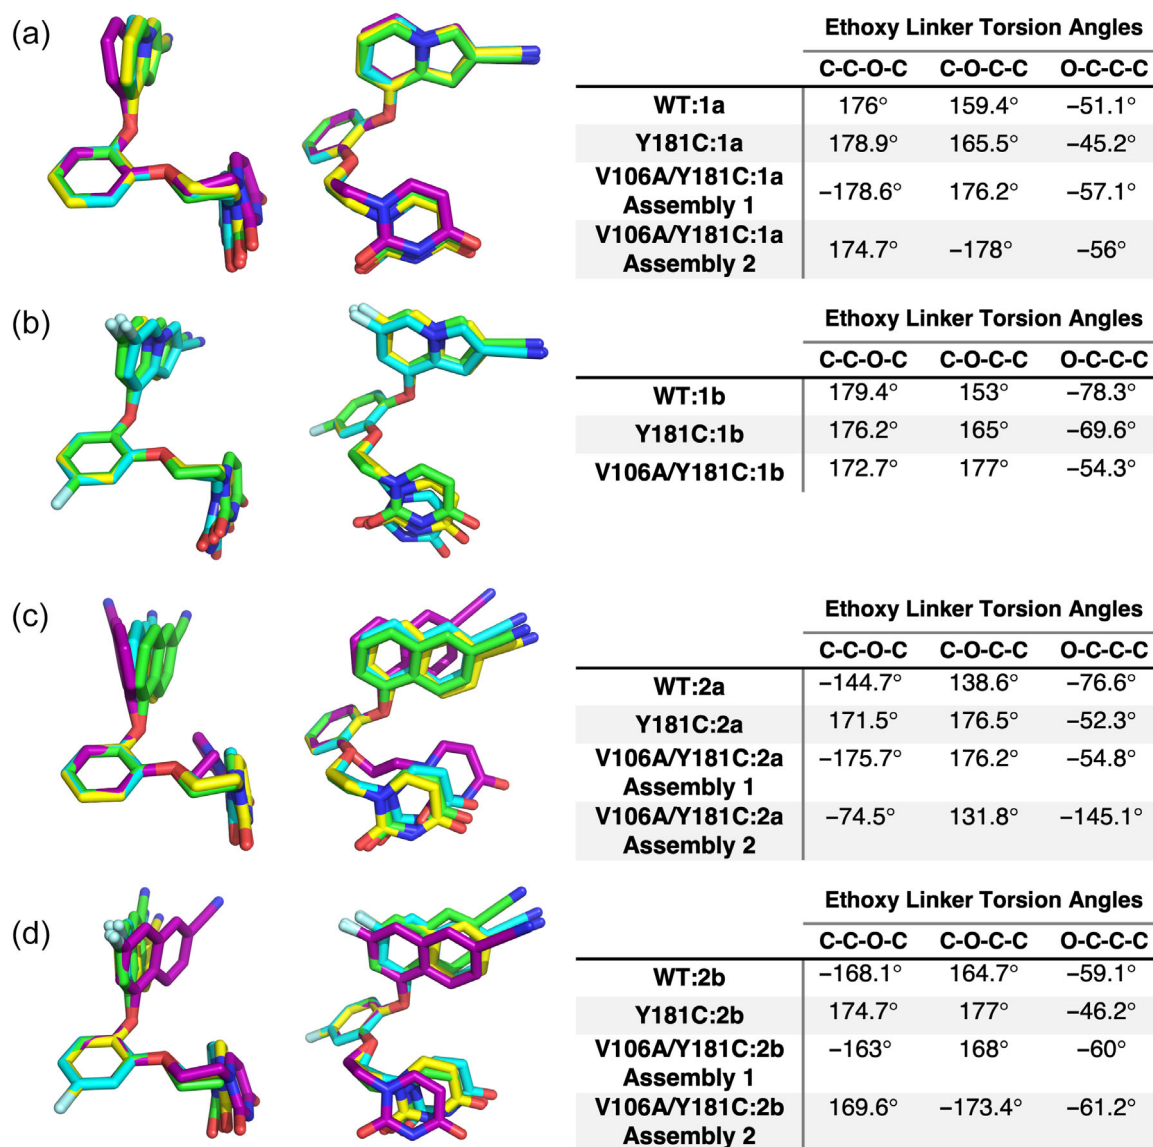 (a)
Ethoxy Linker Torsion Angles
C-C-O-C C-O-C-C O-C-C-C
WT:1a 176° 159.4° −51.1°
Y181C:1a 178.9° 165.5° −45.2°
V106A/Y181C:1a
Assembly 1 −178.6° 176.2° −57.1°
V106A/Y181C:1a
Assembly 2 174.7° −178° −56°
(b)
Ethoxy Linker Torsion Angles
C-C-O-C C-O-C-C O-C-C-C
WT:1b 179.4° 153° −78.3°
Y181C:1b 176.2° 165° −69.6°
V106A/Y181C:1b 172.7° 177° −54.3°
(c)
Ethoxy Linker Torsion Angles
C-C-O-C C-O-C-C O-C-C-C
WT:2a −144.7° 138.6° −76.6°
Y181C:2a 171.5° 176.5° −52.3°
V106A/Y181C:2a −175.7° 176.2° −54.8°
Assembly 1
V106A/Y181C:2a −74.5° 131.8° −145.1°
Assembly 2
(d)
Ethoxy Linker Torsion Angles
C-C-O-C C-O-C-C O-C-C-C
WT:2b −168.1° 164.7° −59.1°
Y181C:2b 174.7° 177° −46.2°
V106A/Y181C:2b −163° 168° −60°
Assembly 1
V106A/Y181C:2b 169.6° −173.4° −61.2°
Assembly 2